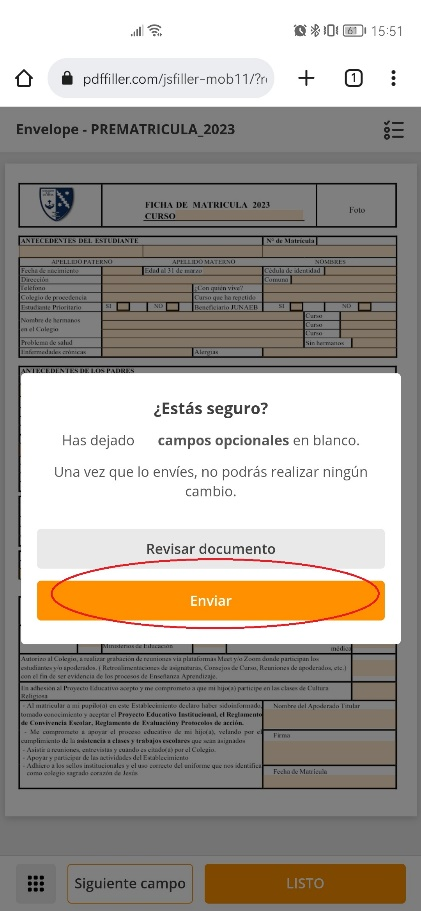 15:51
pdffiller.com/jsfiller-mob11/?r
1
Envelope - PREMATRICULA_2023
FICHA DE MATRICULA 2023
CURSO
Foto
ANTECEDENTES DEL ESTUDIANTE
Nº de Matricula
APELLIDO PATERNO
APELLIDO MATERNO
NOMBRES
Fecha de nacimiento
Edad al 31 de marzo
Cédula de identidad
Dirección
Comuna
Teléfono
¿Con quién vive?
Colegio de procedencia
Curso que ha repetido
Estudiante Prioritario
SI
NO
Beneficiario JUNAEB
SI
NO
Nombre de hermanos
en el Colegio
Curso
Curso
Curso
Problema de salud
Sin hermanos
Enfermedades crónicas
Alergias
ANTECEDENTES DE LOS PADRES
¿Estás seguro?
Has dejado campos opcionales en blanco.
Una vez que lo envíes, no podrás realizar ningún
cambio.
Revisar documento
Enviar
Ministerios de Educación
médica
Autorizo al Colegio, a realizar grabación de reuniones vía plataformas Meet y/o Zoom donde participan los
estudiantes y/o apoderados. ( Retroalimentaciones de asignaturas, Consejos de Curso, Reuniones de apoderados, etc.)
con el fin de ser evidencia de los procesos de Enseñanza Aprendizaje.
En adhesión al Proyecto Educativo acepto y me comprometo a que mi hijo(a) participe en las clases de Cultura
Religiosa
- Al matricular a mi pupilo(a) en este Establecimiento declaro haber sido informado,
tomado conocimiento y aceptar el Proyecto Educativo Institucional, el Reglamento
de Convivencia Escolar, Reglamento de Evaluación y Protocolos de acción.
- Me comprometo a apoyar el proceso educativo de mi hijo(a), velando por el
cumplimiento de la asistencia a clases y trabajos escolares que sean asignados
- Asistir a reuniones, entrevistas y cuando es citado(a) por el Colegio.
- Apoyar y participar de las actividades del Establecimiento
- Adhiero a los sellos institucionales y el uso correcto del uniforme que nos identifica
como colegio sagrado corazón de Jesús.
Nombre del Apoderado Titular
Firma
Fecha de Matricula
Siguiente campo
LISTO